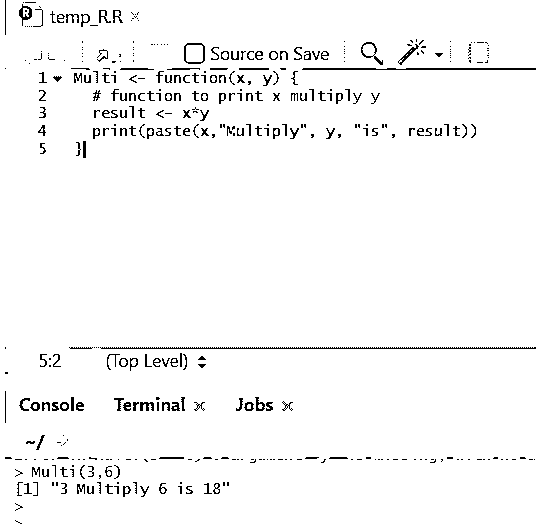 temp_R.R
Source on Save
1 Multi <- function(x, y) {
2 # function to print x multiply y
3 result <- x*y
4 print(paste(x,"Multiply", y, "is", result))
5 }
5:2 (Top Level)
Console Terminal Jobs
~/
> Multi(3,6)
[1] "3 Multiply 6 is 18"
>